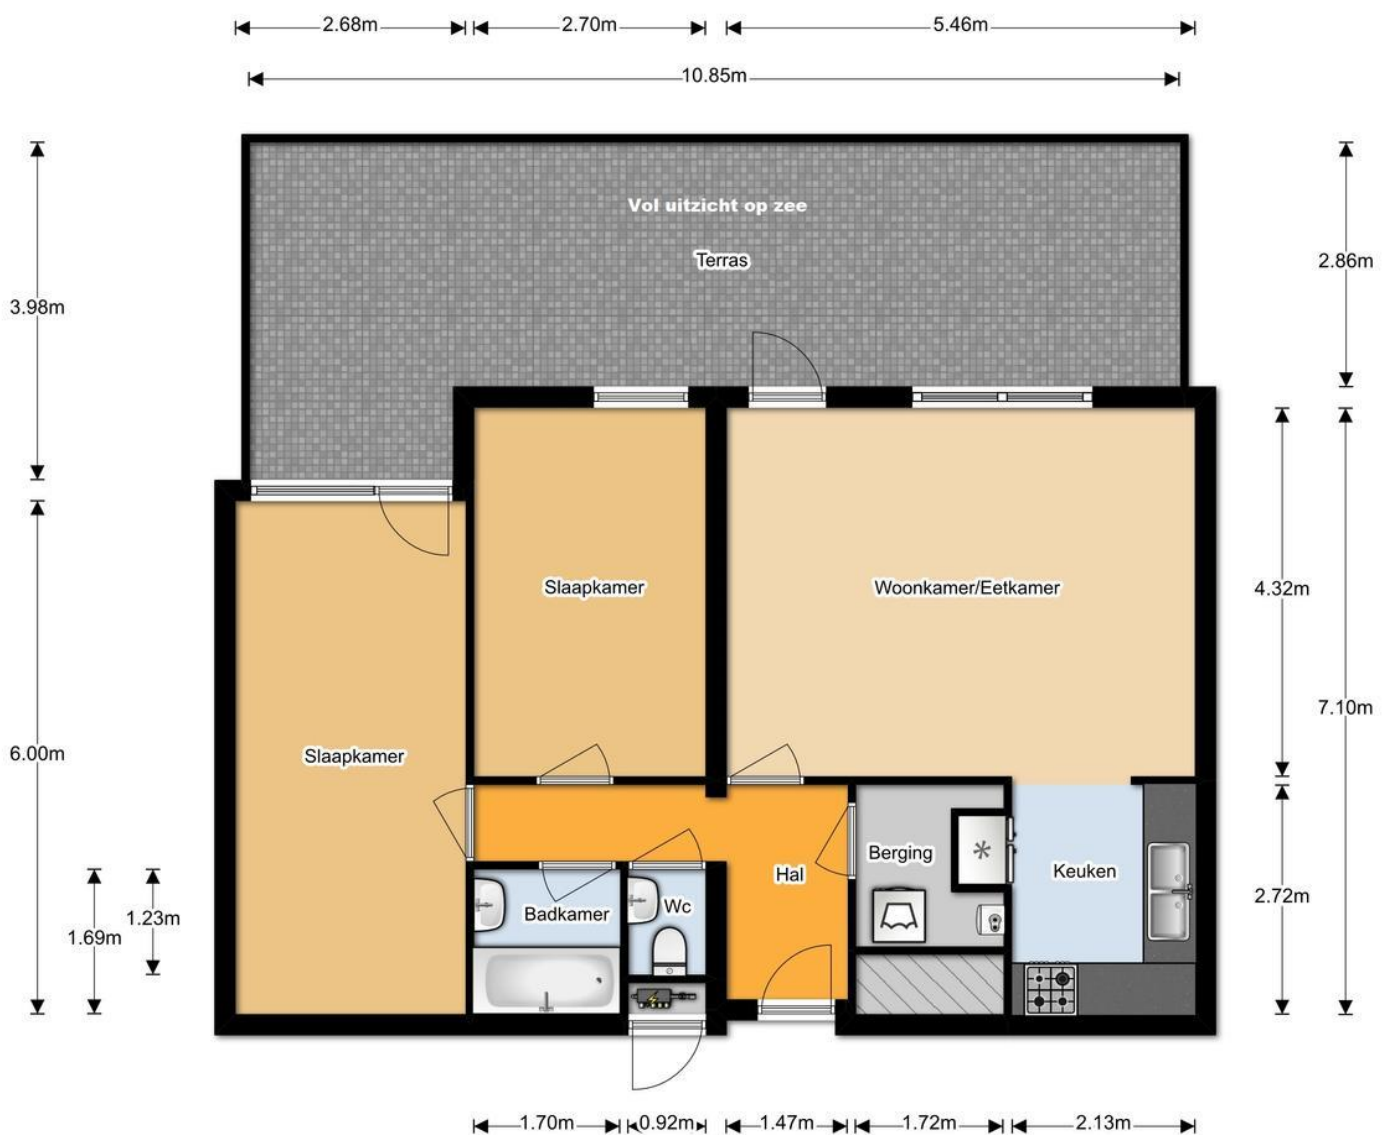 2.68m 2.70m 5.46m
10.85m
Vol uitzicht op zee
Terras
3.98m
2.86m
Slaapkamer
Woonkamer/Eetkamer
4.32m
7.10m
6.00m
Slaapkamer
Berging
Hal
Keuken
Badkamer
Wc
1.23m
1.69m
2.72m
1.70m 0.92m 1.47m 1.72m 2.13m